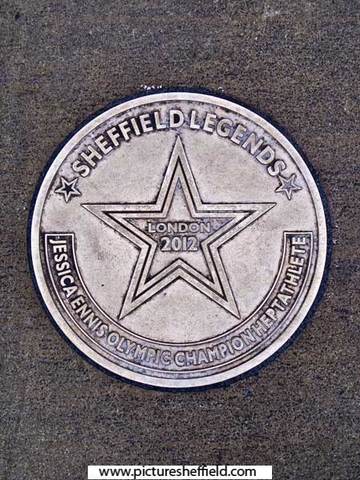 SHEFFIELD LEGENDS
LONDON
2012
JESSICA ENNIS OLYMPIC CHAMPION HEPTATHLETE
www.picturesheffield.com